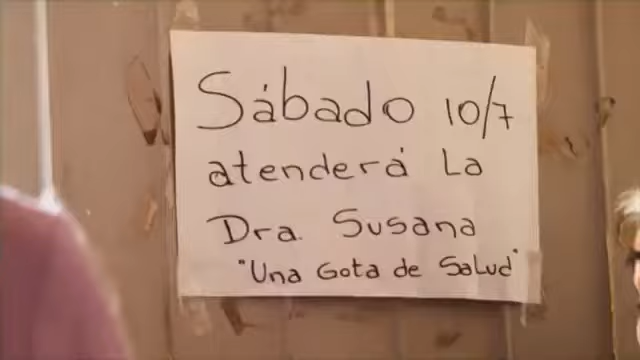 Sábado 10/7
atenderá La
Dra. Susana
"Una Gota de Salud"